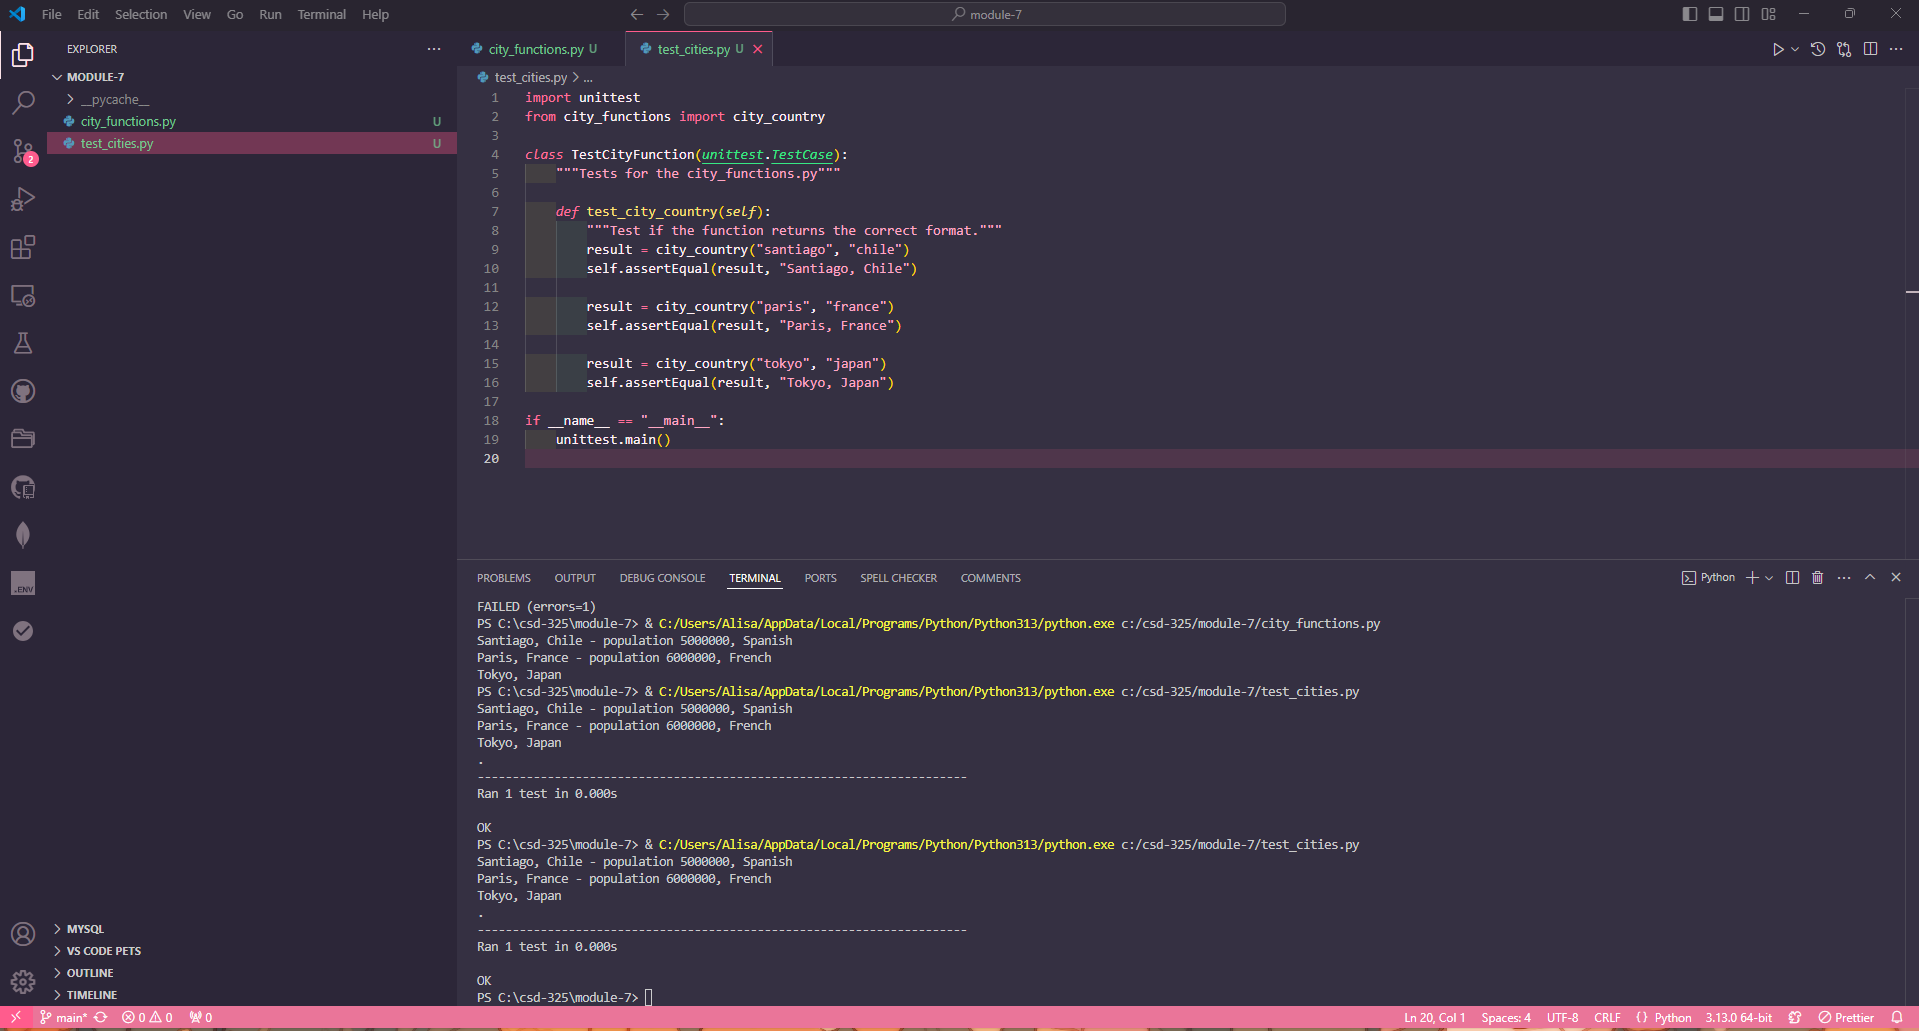 File Edit Selection View Go Run Terminal Help
module-7
EXPLORER
MODULE-7
__pycache__
city_functions.py U
test_cities.py U
2
.ENV
MYSQL
VS CODE PETS
OUTLINE
TIMELINE
city_functions.py U
test_cities.py U
test_cities.py > ...
1 import unittest
2 from city_functions import city_country
3
4 class TestCityFunction(unittest.TestCase):
5     """Tests for the city_functions.py"""
6
7     def test_city_country(self):
8         """Test if the function returns the correct format."""
9         result = city_country("santiago", "chile")
10         self.assertEqual(result, "Santiago, Chile")
11
12         result = city_country("paris", "france")
13         self.assertEqual(result, "Paris, France")
14
15         result = city_country("tokyo", "japan")
16         self.assertEqual(result, "Tokyo, Japan")
17
18 if __name__ == "__main__":
19     unittest.main()
20
PROBLEMS OUTPUT DEBUG CONSOLE TERMINAL PORTS SPELL CHECKER COMMENTS
Python
FAILED (errors=1)
PS C:\csd-325\module-7> & C:/Users/Alisa/AppData/Local/Programs/Python/Python313/python.exe c:/csd-325/module-7/city_functions.py
Santiago, Chile - population 5000000, Spanish
Paris, France - population 6000000, French
Tokyo, Japan
PS C:\csd-325\module-7> & C:/Users/Alisa/AppData/Local/Programs/Python/Python313/python.exe c:/csd-325/module-7/test_cities.py
Santiago, Chile - population 5000000, Spanish
Paris, France - population 6000000, French
Tokyo, Japan
.
----------------------------------------------------------------------
Ran 1 test in 0.000s
OK
PS C:\csd-325\module-7> & C:/Users/Alisa/AppData/Local/Programs/Python/Python313/python.exe c:/csd-325/module-7/test_cities.py
Santiago, Chile - population 5000000, Spanish
Paris, France - population 6000000, French
Tokyo, Japan
.
----------------------------------------------------------------------
Ran 1 test in 0.000s
OK
PS C:\csd-325\module-7>
main* 0 0 0 Ln 20, Col 1 Spaces: 4 UTF-8 CRLF {} Python 3.13.0 64-bit Prettier